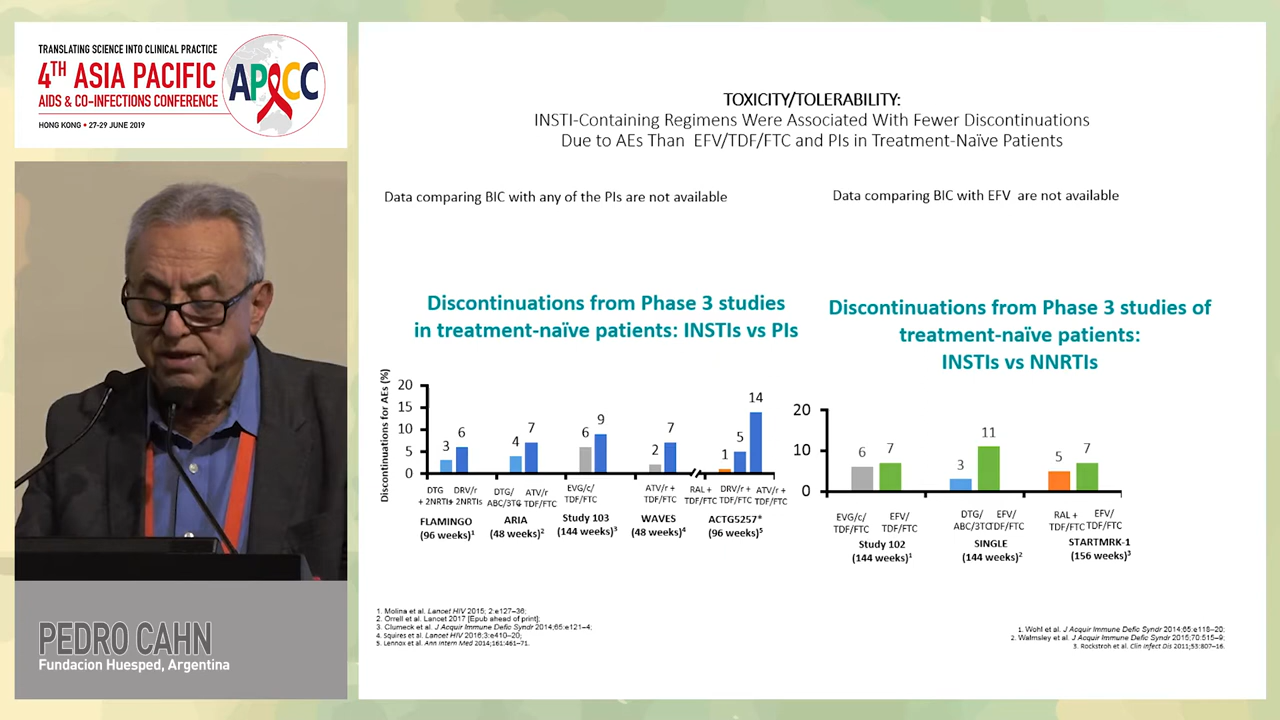 TRANSLATING SCIENCE INTO CLINICAL PRACTICE
4TH ASIA PACIFIC
AIDS & CO-INFECTIONS CONFERENCE
HONG KONG • 27-29 JUNE 2019
APACC
PEDRO CAHN
Fundacion Huesped, Argentina
TOXICITY/TOLERABILITY:
INSTI-Containing Regimens Were Associated With Fewer Discontinuations
Due to AEs Than EFV/TDF/FTC and PIs in Treatment-Naïve Patients
Data comparing BIC with any of the PIs are not available
Discontinuations from Phase 3 studies
in treatment-naïve patients: INSTIs vs PIs
Discontinuations for AEs (%)
20
15
10
5
0
3 6 4 7 6 9 2 7 1 5 14
DTG + 2NRTIs
DRV/r + 2NRTIs
DTG/ ABC/3TC
ATV/r TDF/FTC
EVG/c/ TDF/FTC
ATV/r + TDF/FTC
RAL + TDF/FTC
DRV/r + TDF/FTC
ATV/r + TDF/FTC
FLAMINGO (96 weeks)1
ARIA (48 weeks)2
Study 103 (144 weeks)3
WAVES (48 weeks)4
ACTG5257* (96 weeks)5
1. Molina et al. Lancet HIV 2015; 2:e127–36;
2. Orrell et al. Lancet 2017 [Epub ahead of print];
3. Clumeck et al. J Acquir Immune Defic Syndr 2014;65:e121–4;
4. Squires et al. Lancet HIV 2016;3:e410–20;
5. Lennox et al. Ann Intern Med 2014;161:461–71.
Data comparing BIC with EFV are not available
Discontinuations from Phase 3 studies of
treatment-naïve patients:
INSTIs vs NNRTIs
20
10
0
6 7 3 11 5 7
EVG/c/ TDF/FTC
EFV/ TDF/FTC
DTG/ ABC/3TC
EFV/ TDF/FTC
RAL + TDF/FTC
EFV/ TDF/FTC
Study 102 (144 weeks)1
SINGLE (144 weeks)2
STARTMRK-1 (156 weeks)3
1. Wohl et al. J Acquir Immune Defic Syndr 2014;65:e118–20;
2. Walmsley et al. J Acquir Immune Defic Syndr 2015;70:515–9;
3. Rockstroh et al. Clin Infect Dis 2011;53:807–16.